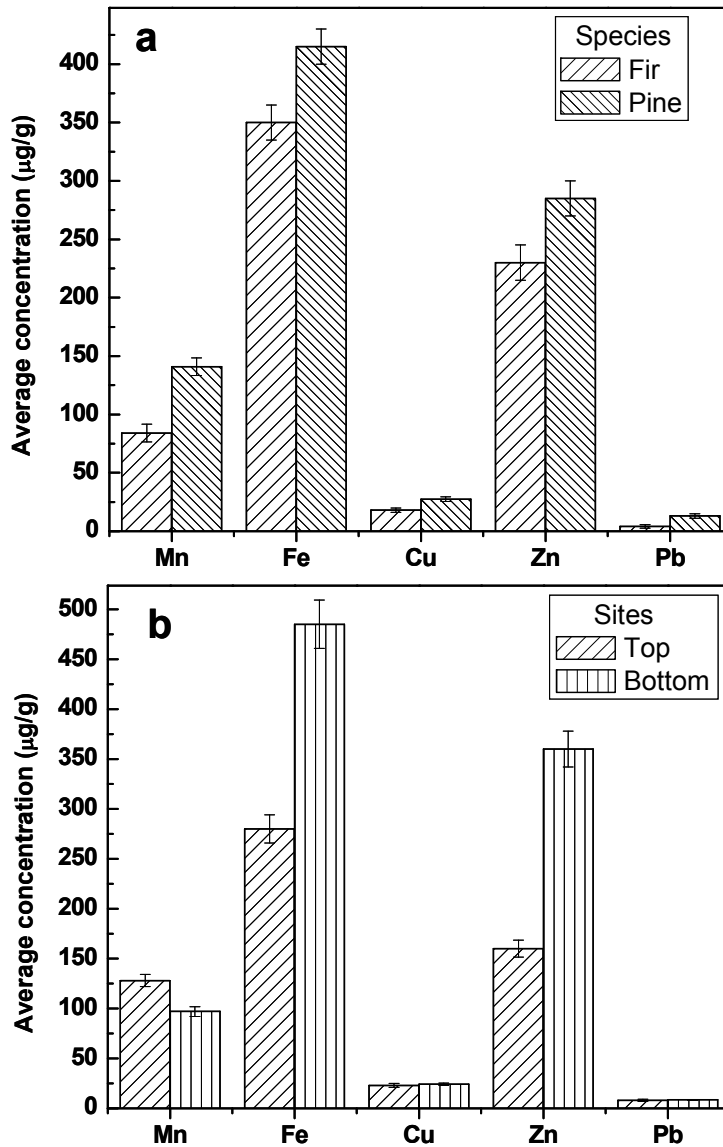 a
Species
Fir
Pine
Average concentration (μg/g)
400
350
300
250
200
150
100
50
0
Mn Fe Cu Zn Pb
b
Sites
Top
Bottom
Average concentration (μg/g)
500
450
400
350
300
250
200
150
100
50
0
Mn Fe Cu Zn Pb